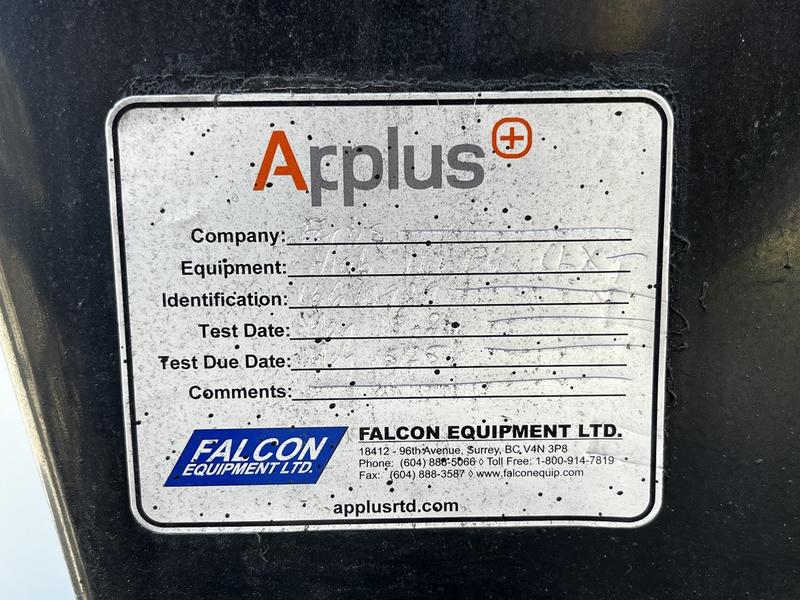 Applus+
Company:
Equipment:
Identification:
Test Date:
Test Due Date:
Comments:
FALCON
EQUIPMENT LTD.
FALCON EQUIPMENT LTD.
18412 - 96th Avenue, Surrey, BC, V4N 3P8
Phone: (604) 888-5066 ◊ Toll Free: 1-800-914-7819
Fax: (604) 888-3587 ◊ www.falconequip.com
applusrtd.com